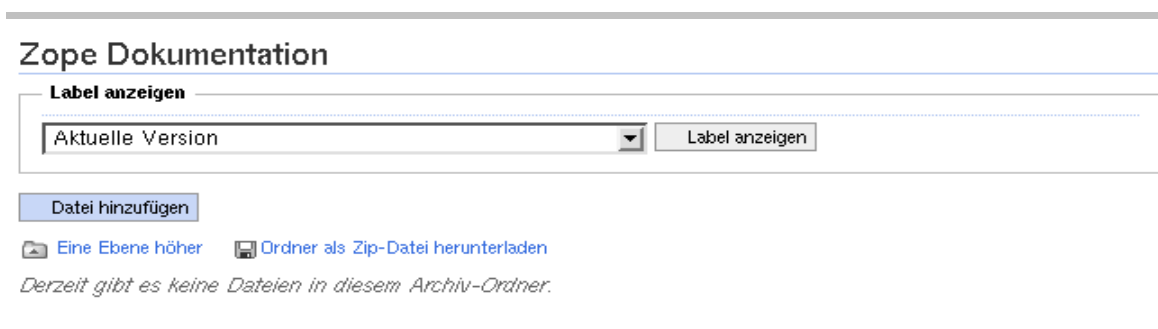 Zope Dokumentation
Label anzeigen
Aktuelle Version Label anzeigen
Datei hinzufügen
Eine Ebene höher Ordner als Zip-Datei herunterladen
Derzeit gibt es keine Dateien in diesem Archiv-Ordner.